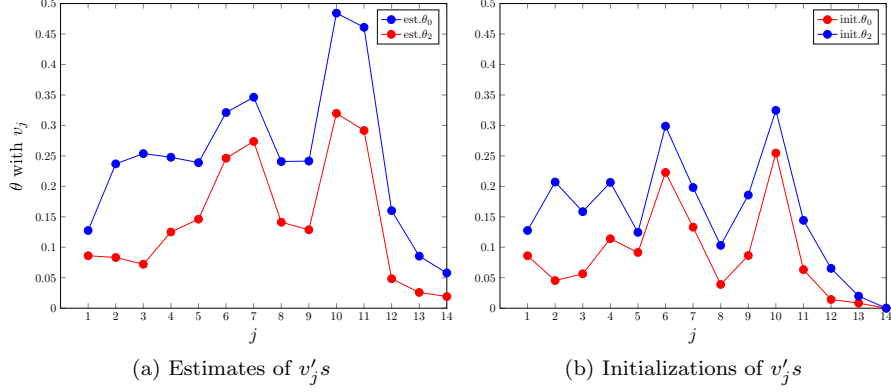 0.5
0.45
0.4
0.35
0.3
0.25
0.2
0.15
0.1
0.05
0
θ with v_j
est.θ_0
est.θ_2
1 2 3 4 5 6 7 8 9 10 11 12 13 14
j
(a) Estimates of v'_j s
0.5
0.45
0.4
0.35
0.3
0.25
0.2
0.15
0.1
0.05
0
init.θ_0
init.θ_2
1 2 3 4 5 6 7 8 9 10 11 12 13 14
j
(b) Initializations of v'_j s